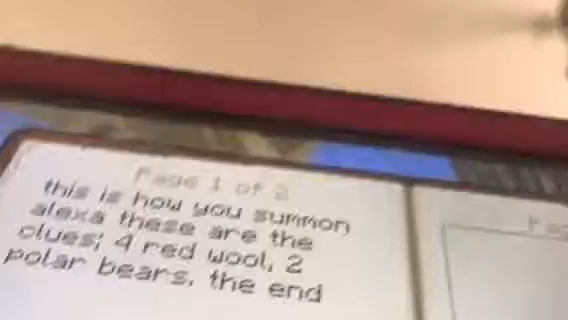 Page 1 of 2
this is how you summon
alexa these are the
clues; 4 red wool, 2
polar bears. the end
Pag